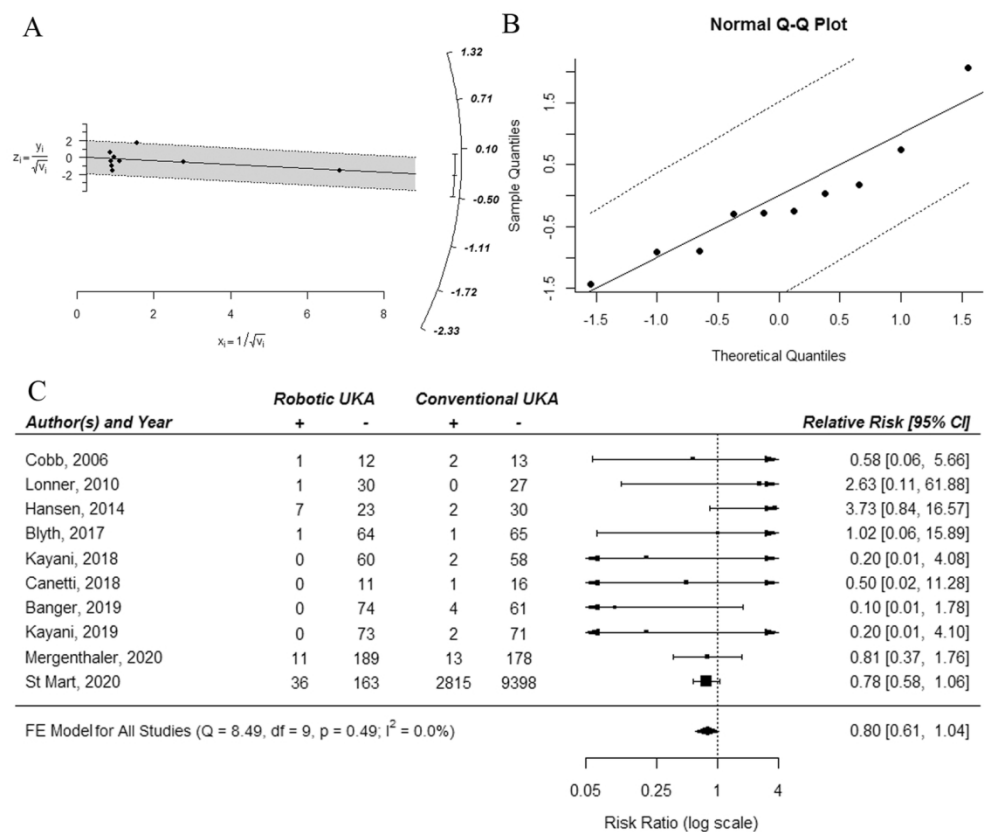 A
1.32
0.71
0.10
-0.50
-1.11
-1.72
-2.33
2
0
-2
zᵢ = yᵢ / √vᵢ
0 2 4 6 8
xᵢ = 1/√vᵢ
B
Normal Q-Q Plot
1.5
0.5
-0.5
-1.5
Sample Quantiles
-1.5 -1.0 -0.5 0.0 0.5 1.0 1.5
Theoretical Quantiles
C
Robotic UKA Conventional UKA
Author(s) and Year + - + - Relative Risk [95% CI]
Cobb, 2006 1 12 2 13 0.58 [0.06, 5.66]
Lonner, 2010 1 30 0 27 2.63 [0.11, 61.88]
Hansen, 2014 7 23 2 30 3.73 [0.84, 16.57]
Blyth, 2017 1 64 1 65 1.02 [0.06, 15.89]
Kayani, 2018 0 60 2 58 0.20 [0.01, 4.08]
Canetti, 2018 0 11 1 16 0.50 [0.02, 11.28]
Banger, 2019 0 74 4 61 0.10 [0.01, 1.78]
Kayani, 2019 0 73 2 71 0.20 [0.01, 4.10]
Mergenthaler, 2020 11 189 13 178 0.81 [0.37, 1.76]
St Mart, 2020 36 163 2815 9398 0.78 [0.58, 1.06]
FE Model for All Studies (Q = 8.49, df = 9, p = 0.49; I² = 0.0%) 0.80 [0.61, 1.04]
0.05 0.25 1 4
Risk Ratio (log scale)